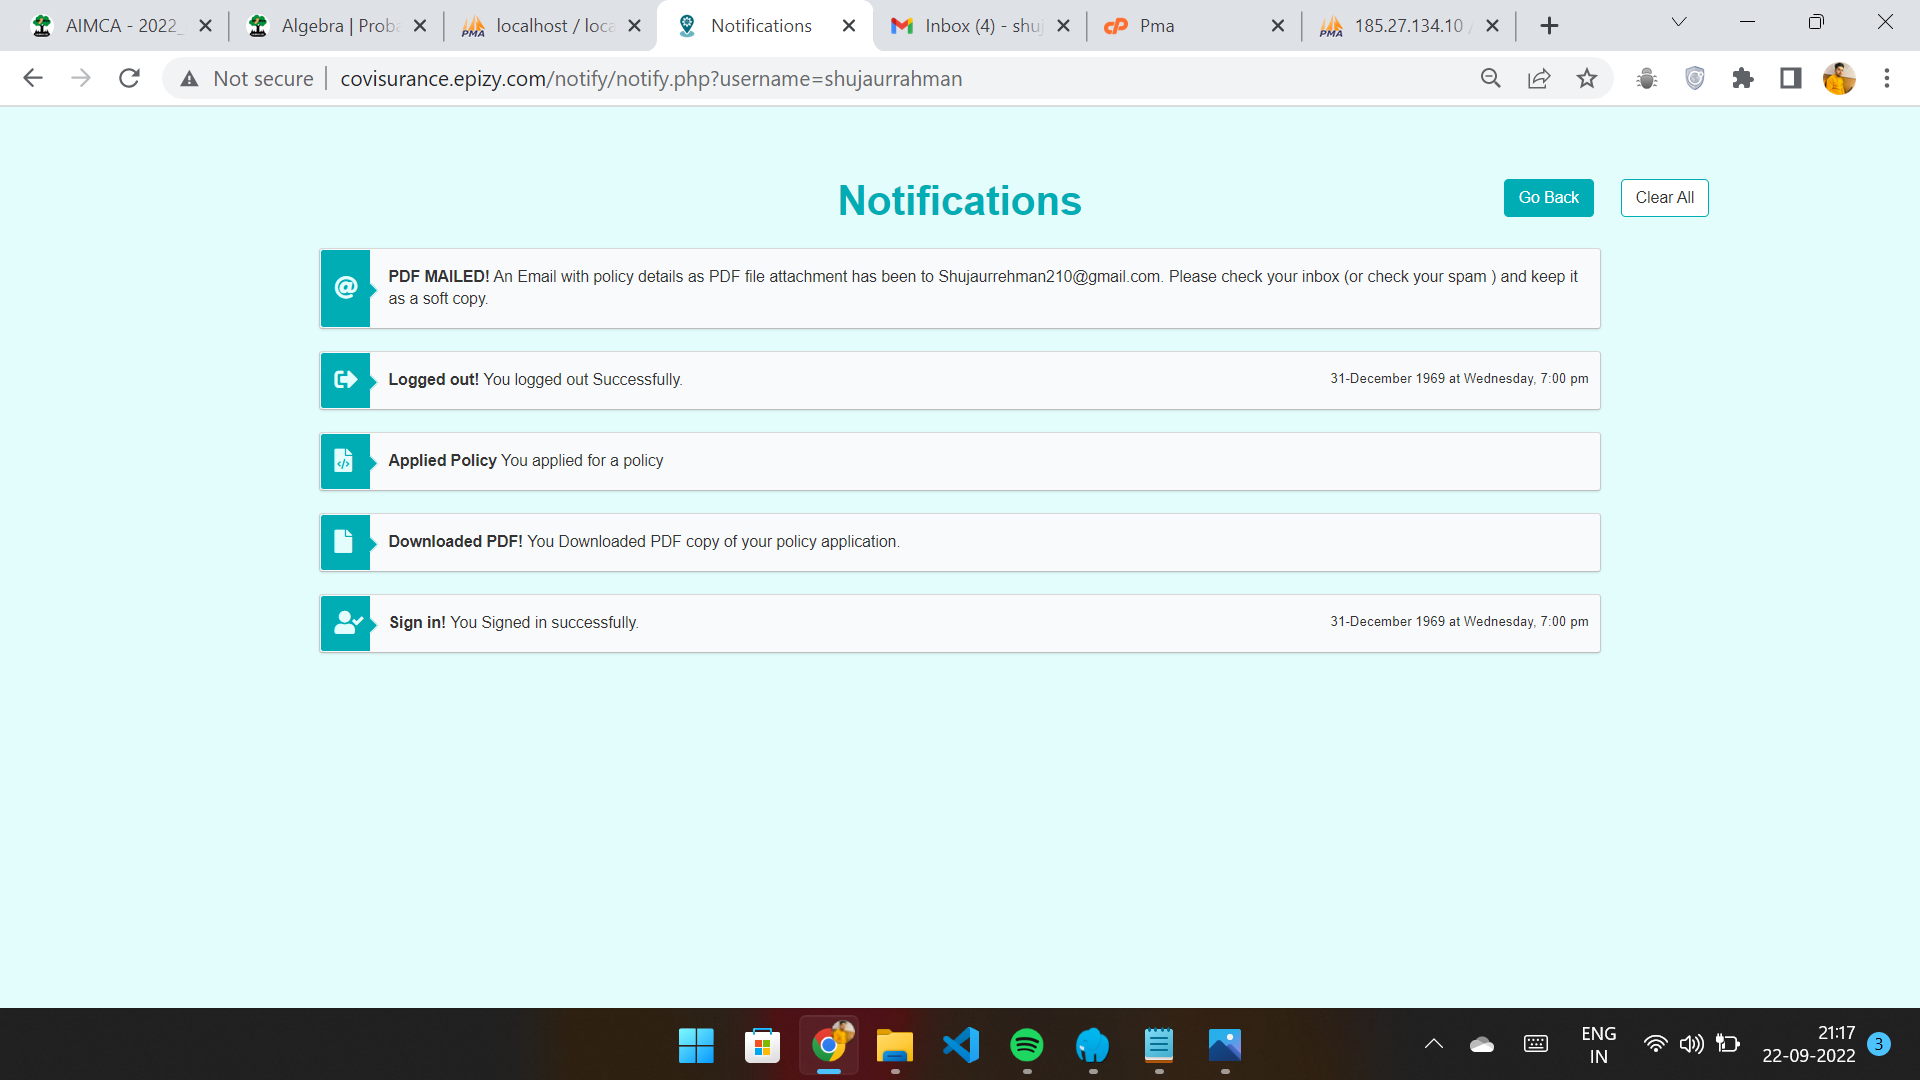 AIMCA - 2022_
Algebra | Proba
localhost / loca
Notifications
Inbox (4) - shuj
Pma
185.27.134.10 /
Not secure
covisurance.epizy.com/notify/notify.php?username=shujaurrahman
Notifications
Go Back
Clear All
PDF MAILED! An Email with policy details as PDF file attachment has been to Shujaurrehman210@gmail.com. Please check your inbox (or check your spam ) and keep it
as a soft copy.
Logged out! You logged out Successfully.
31-December 1969 at Wednesday, 7:00 pm
Applied Policy You applied for a policy
Downloaded PDF! You Downloaded PDF copy of your policy application.
Sign in! You Signed in successfully.
31-December 1969 at Wednesday, 7:00 pm
ENG
IN
21:17
22-09-2022
3